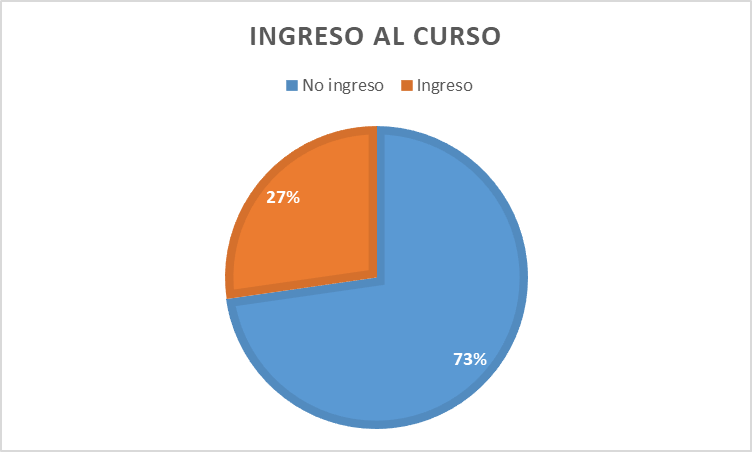 INGRESO AL CURSO
No ingreso Ingreso
27%
73%